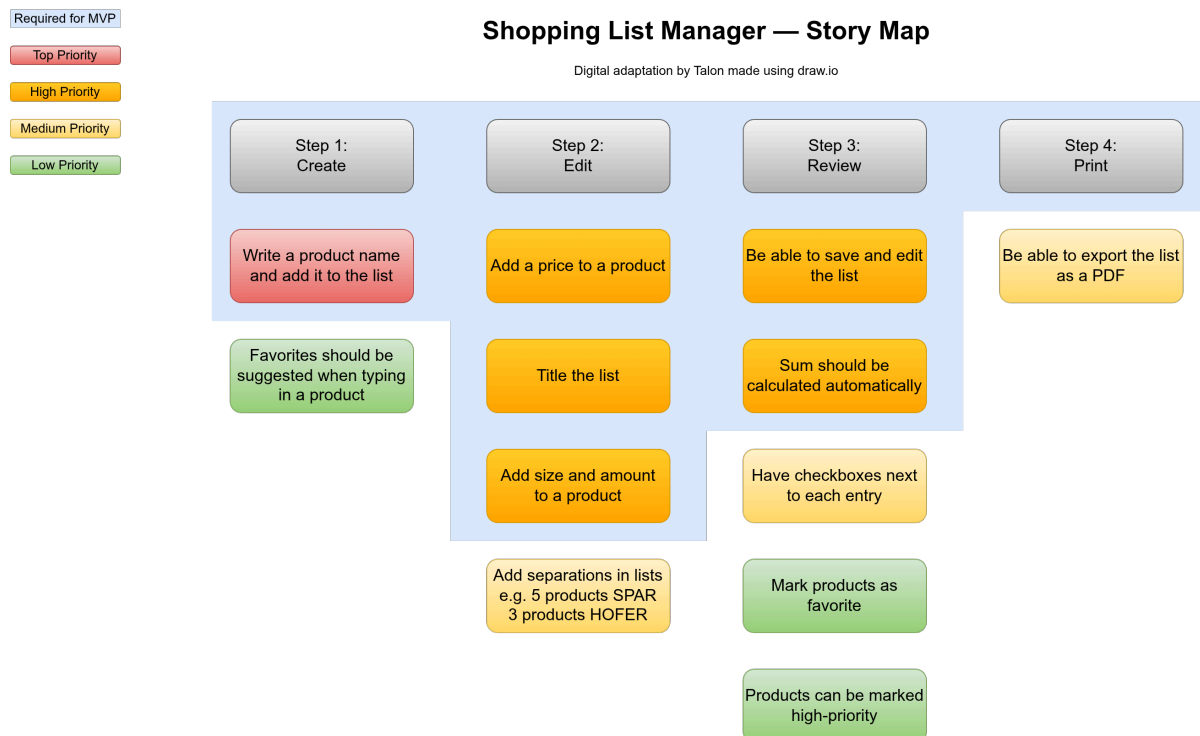 Required for MVP
Top Priority
High Priority
Medium Priority
Low Priority
Shopping List Manager — Story Map
Digital adaptation by Talon made using draw.io
Step 1:
Create
Step 2:
Edit
Step 3:
Review
Step 4:
Print
Write a product name
and add it to the list
Add a price to a product
Be able to save and edit
the list
Be able to export the list
as a PDF
Favorites should be
suggested when typing
in a product
Title the list
Sum should be
calculated automatically
Add size and amount
to a product
Have checkboxes next
to each entry
Add separations in lists
e.g. 5 products SPAR
3 products HOFER
Mark products as
favorite
Products can be marked
high-priority